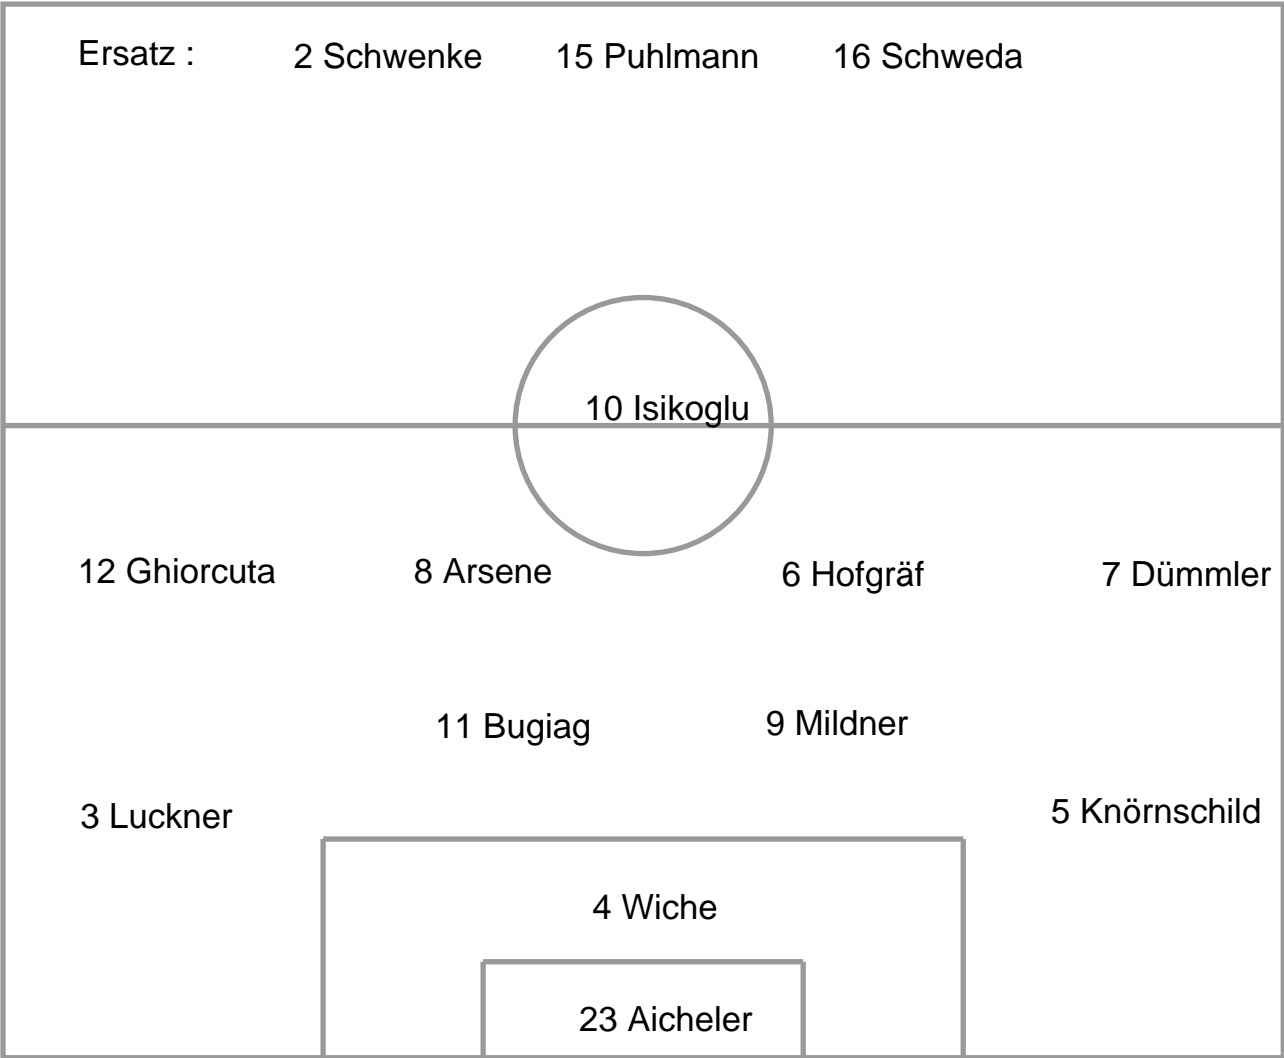 Ersatz : 2 Schwenke 15 Puhlmann 16 Schweda
10 Isikoglu
12 Ghiorcuta 8 Arsene 6 Hofgräf 7 Dümmler
11 Bugiag 9 Mildner
3 Luckner 5 Knörnschild
4 Wiche
23 Aicheler